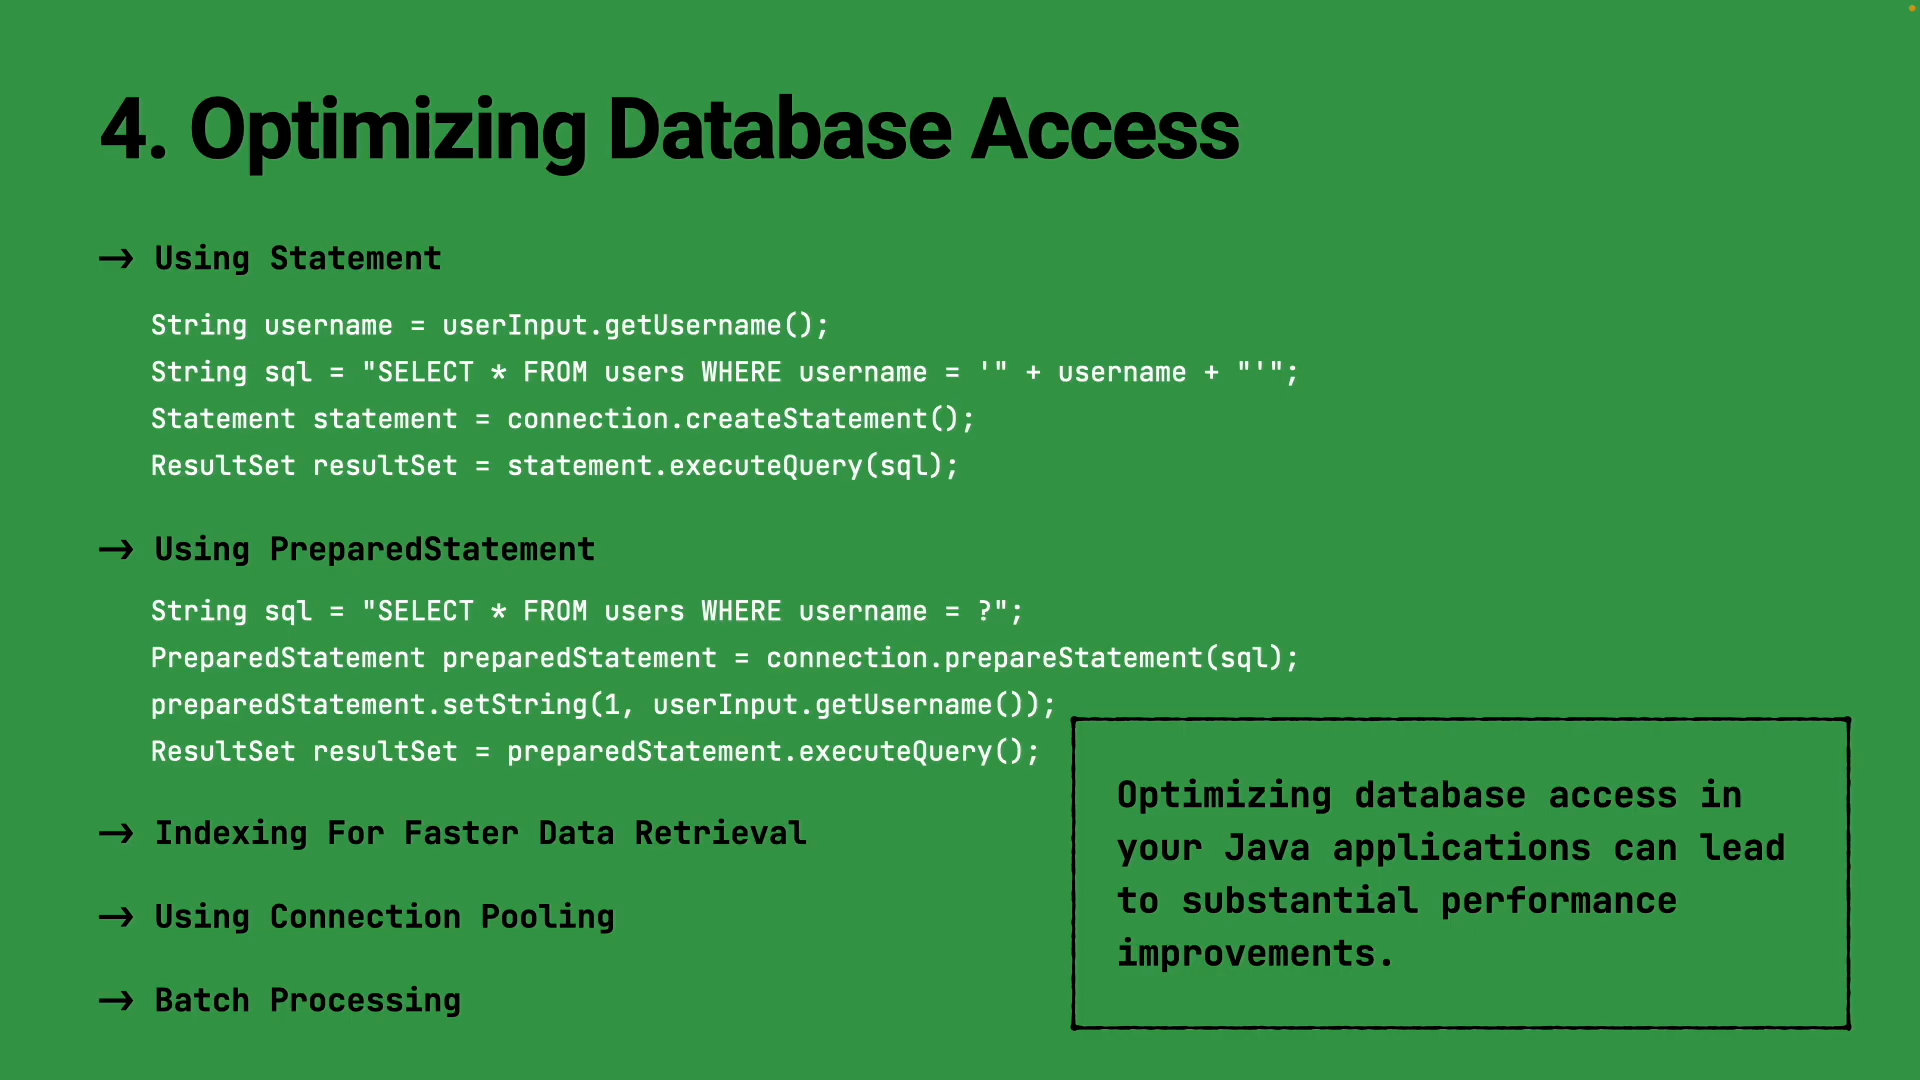 4. Optimizing Database Access
→ Using Statement
String username = userInput.getUsername();
String sql = "SELECT * FROM users WHERE username = '" + username + "'";
Statement statement = connection.createStatement();
ResultSet resultSet = statement.executeQuery(sql);
→ Using PreparedStatement
String sql = "SELECT * FROM users WHERE username = ?";
PreparedStatement preparedStatement = connection.prepareStatement(sql);
preparedStatement.setString(1, userInput.getUsername());
ResultSet resultSet = preparedStatement.executeQuery();
→ Indexing For Faster Data Retrieval
→ Using Connection Pooling
→ Batch Processing
Optimizing database access in
your Java applications can lead
to substantial performance
improvements.